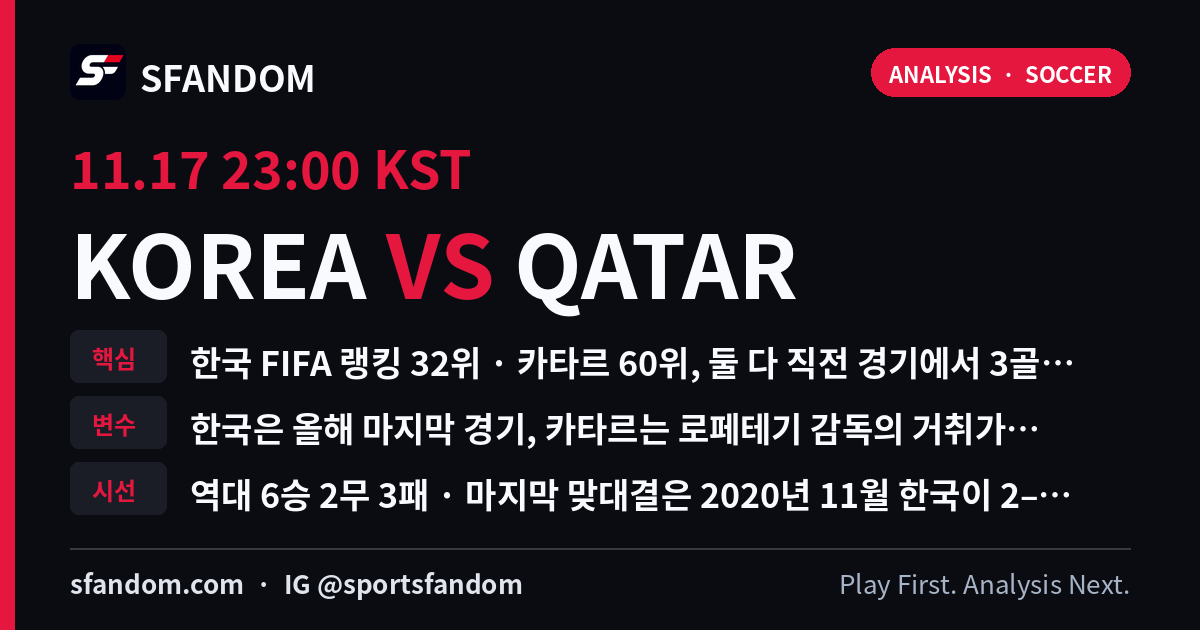 SFANDOM
ANALYSIS · SOCCER
11.17 23:00 KST
KOREA VS QATAR
핵심 한국 FIFA 랭킹 32위 · 카타르 60위, 둘 다 직전 경기에서 3골…
변수 한국은 올해 마지막 경기, 카타르는 로페테기 감독의 거취가…
시선 역대 6승 2무 3패 · 마지막 맞대결은 2020년 11월 한국이 2–…
sfandom.com · IG @sportsfandom
Play First. Analysis Next.